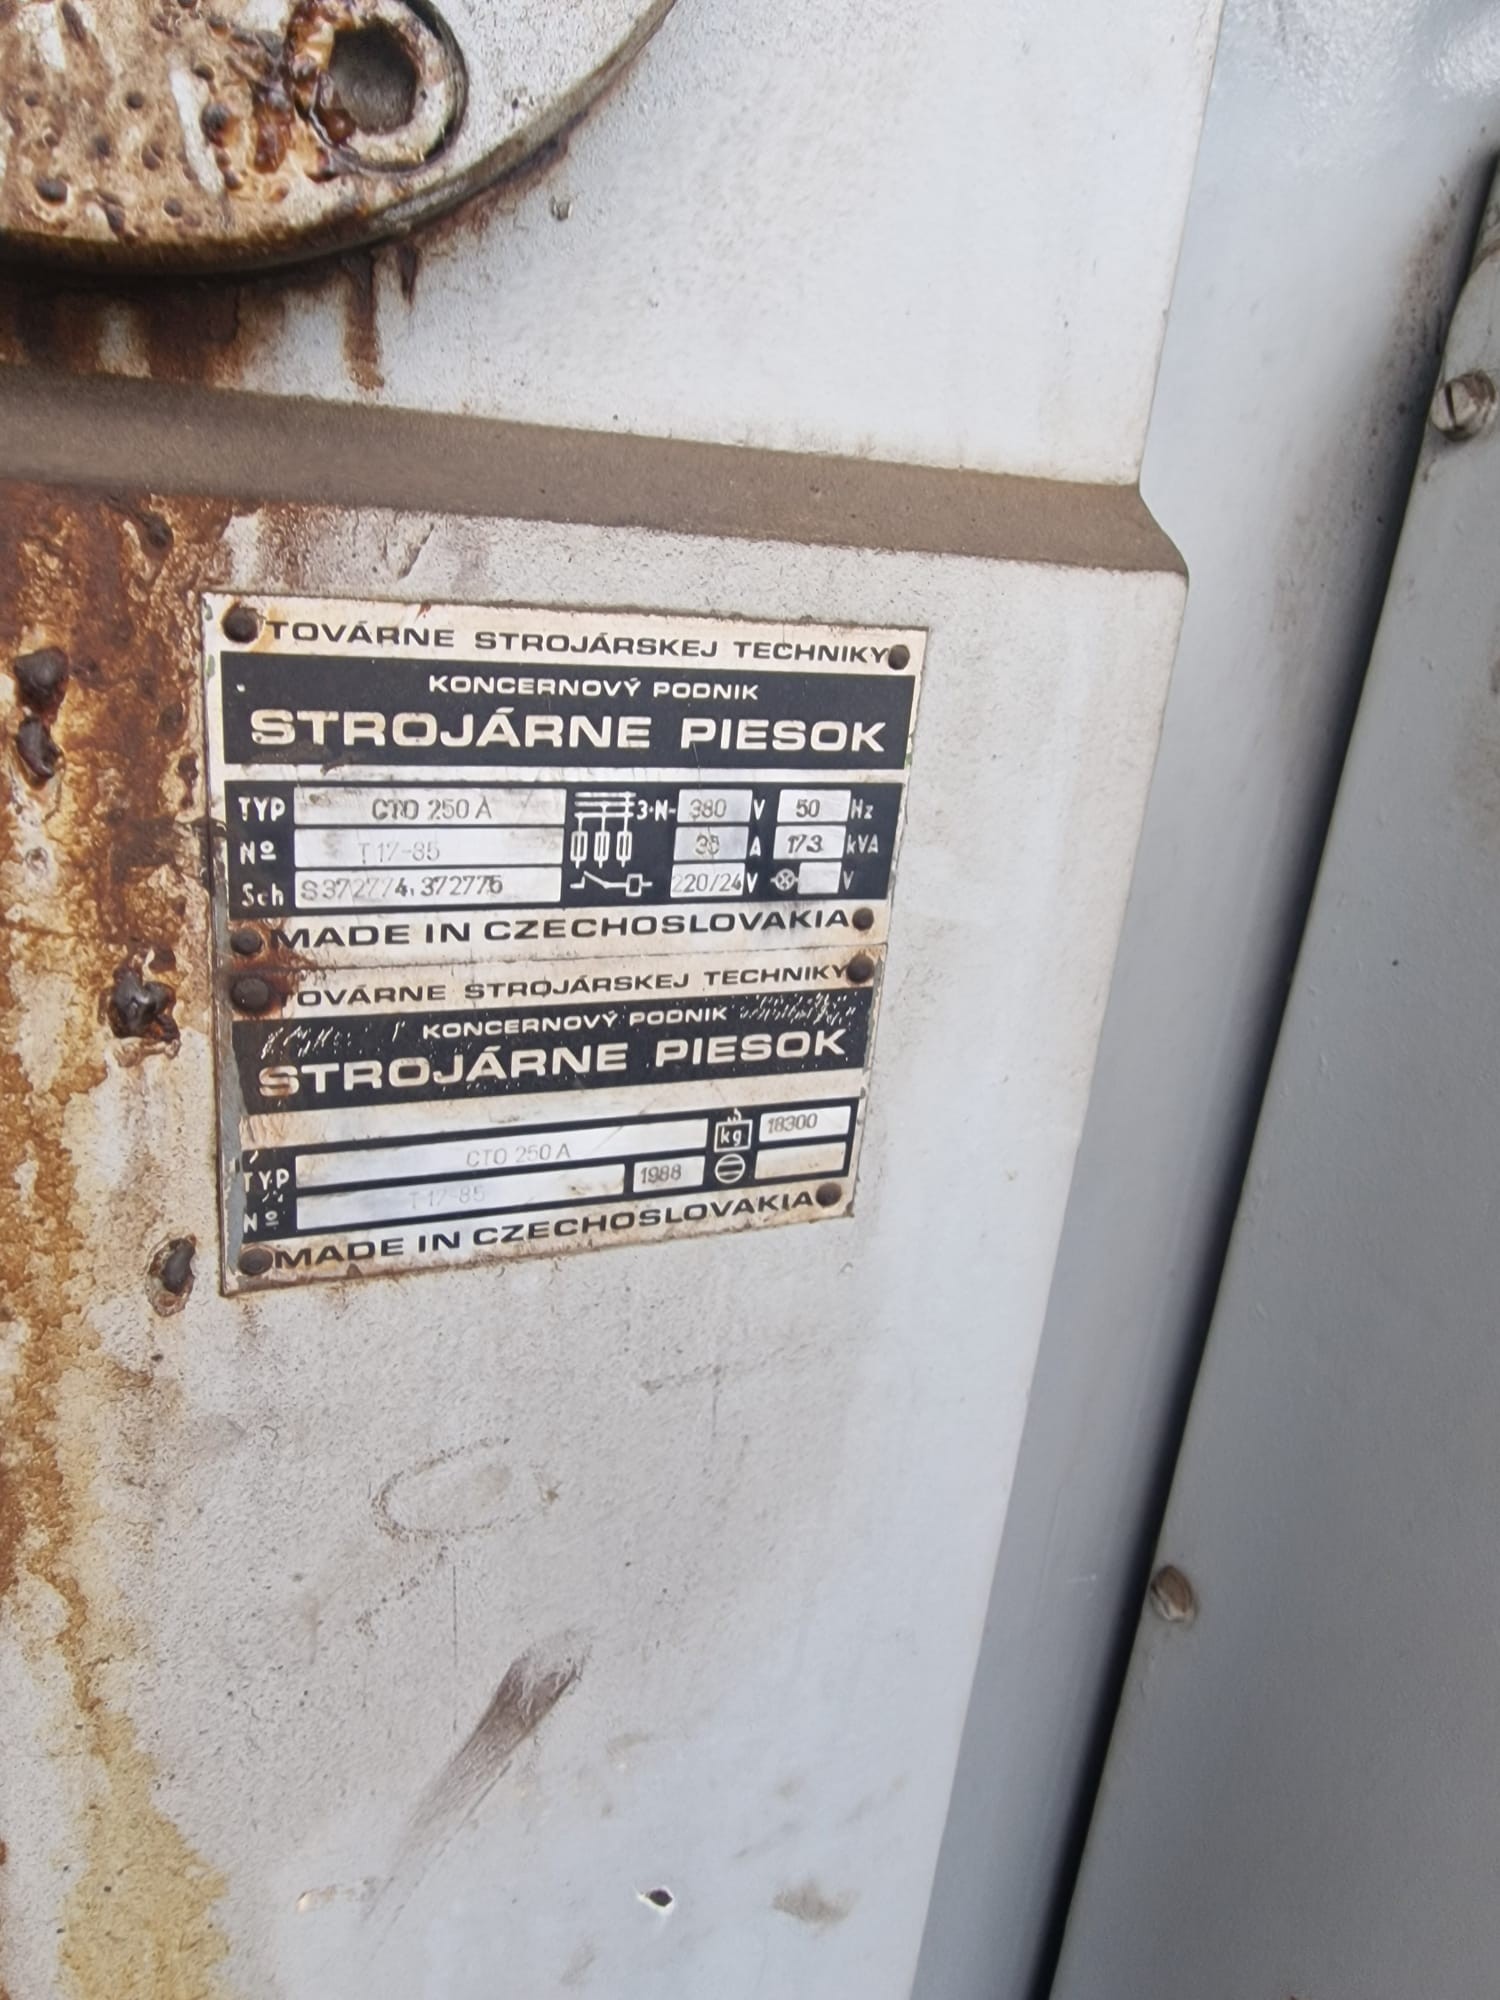 TOVÁRNE STROJÁRSKEJ TECHNIKY
KONCERNOVÝ PODNIK
STROJÁRNE PIESOK
TYP CTO 250 A 3·N- 380 V 50 Hz
Nº T 17-85 A 173 kVA
Sch S372774, 372775 220/24 V V
MADE IN CZECHOSLOVAKIA
TOVÁRNE STROJÁRSKEJ TECHNIKY
KONCERNOVÝ PODNIK
STROJÁRNE PIESOK
TYP CTO 250 A kg 18300
Nº T 17-85 1988
MADE IN CZECHOSLOVAKIA